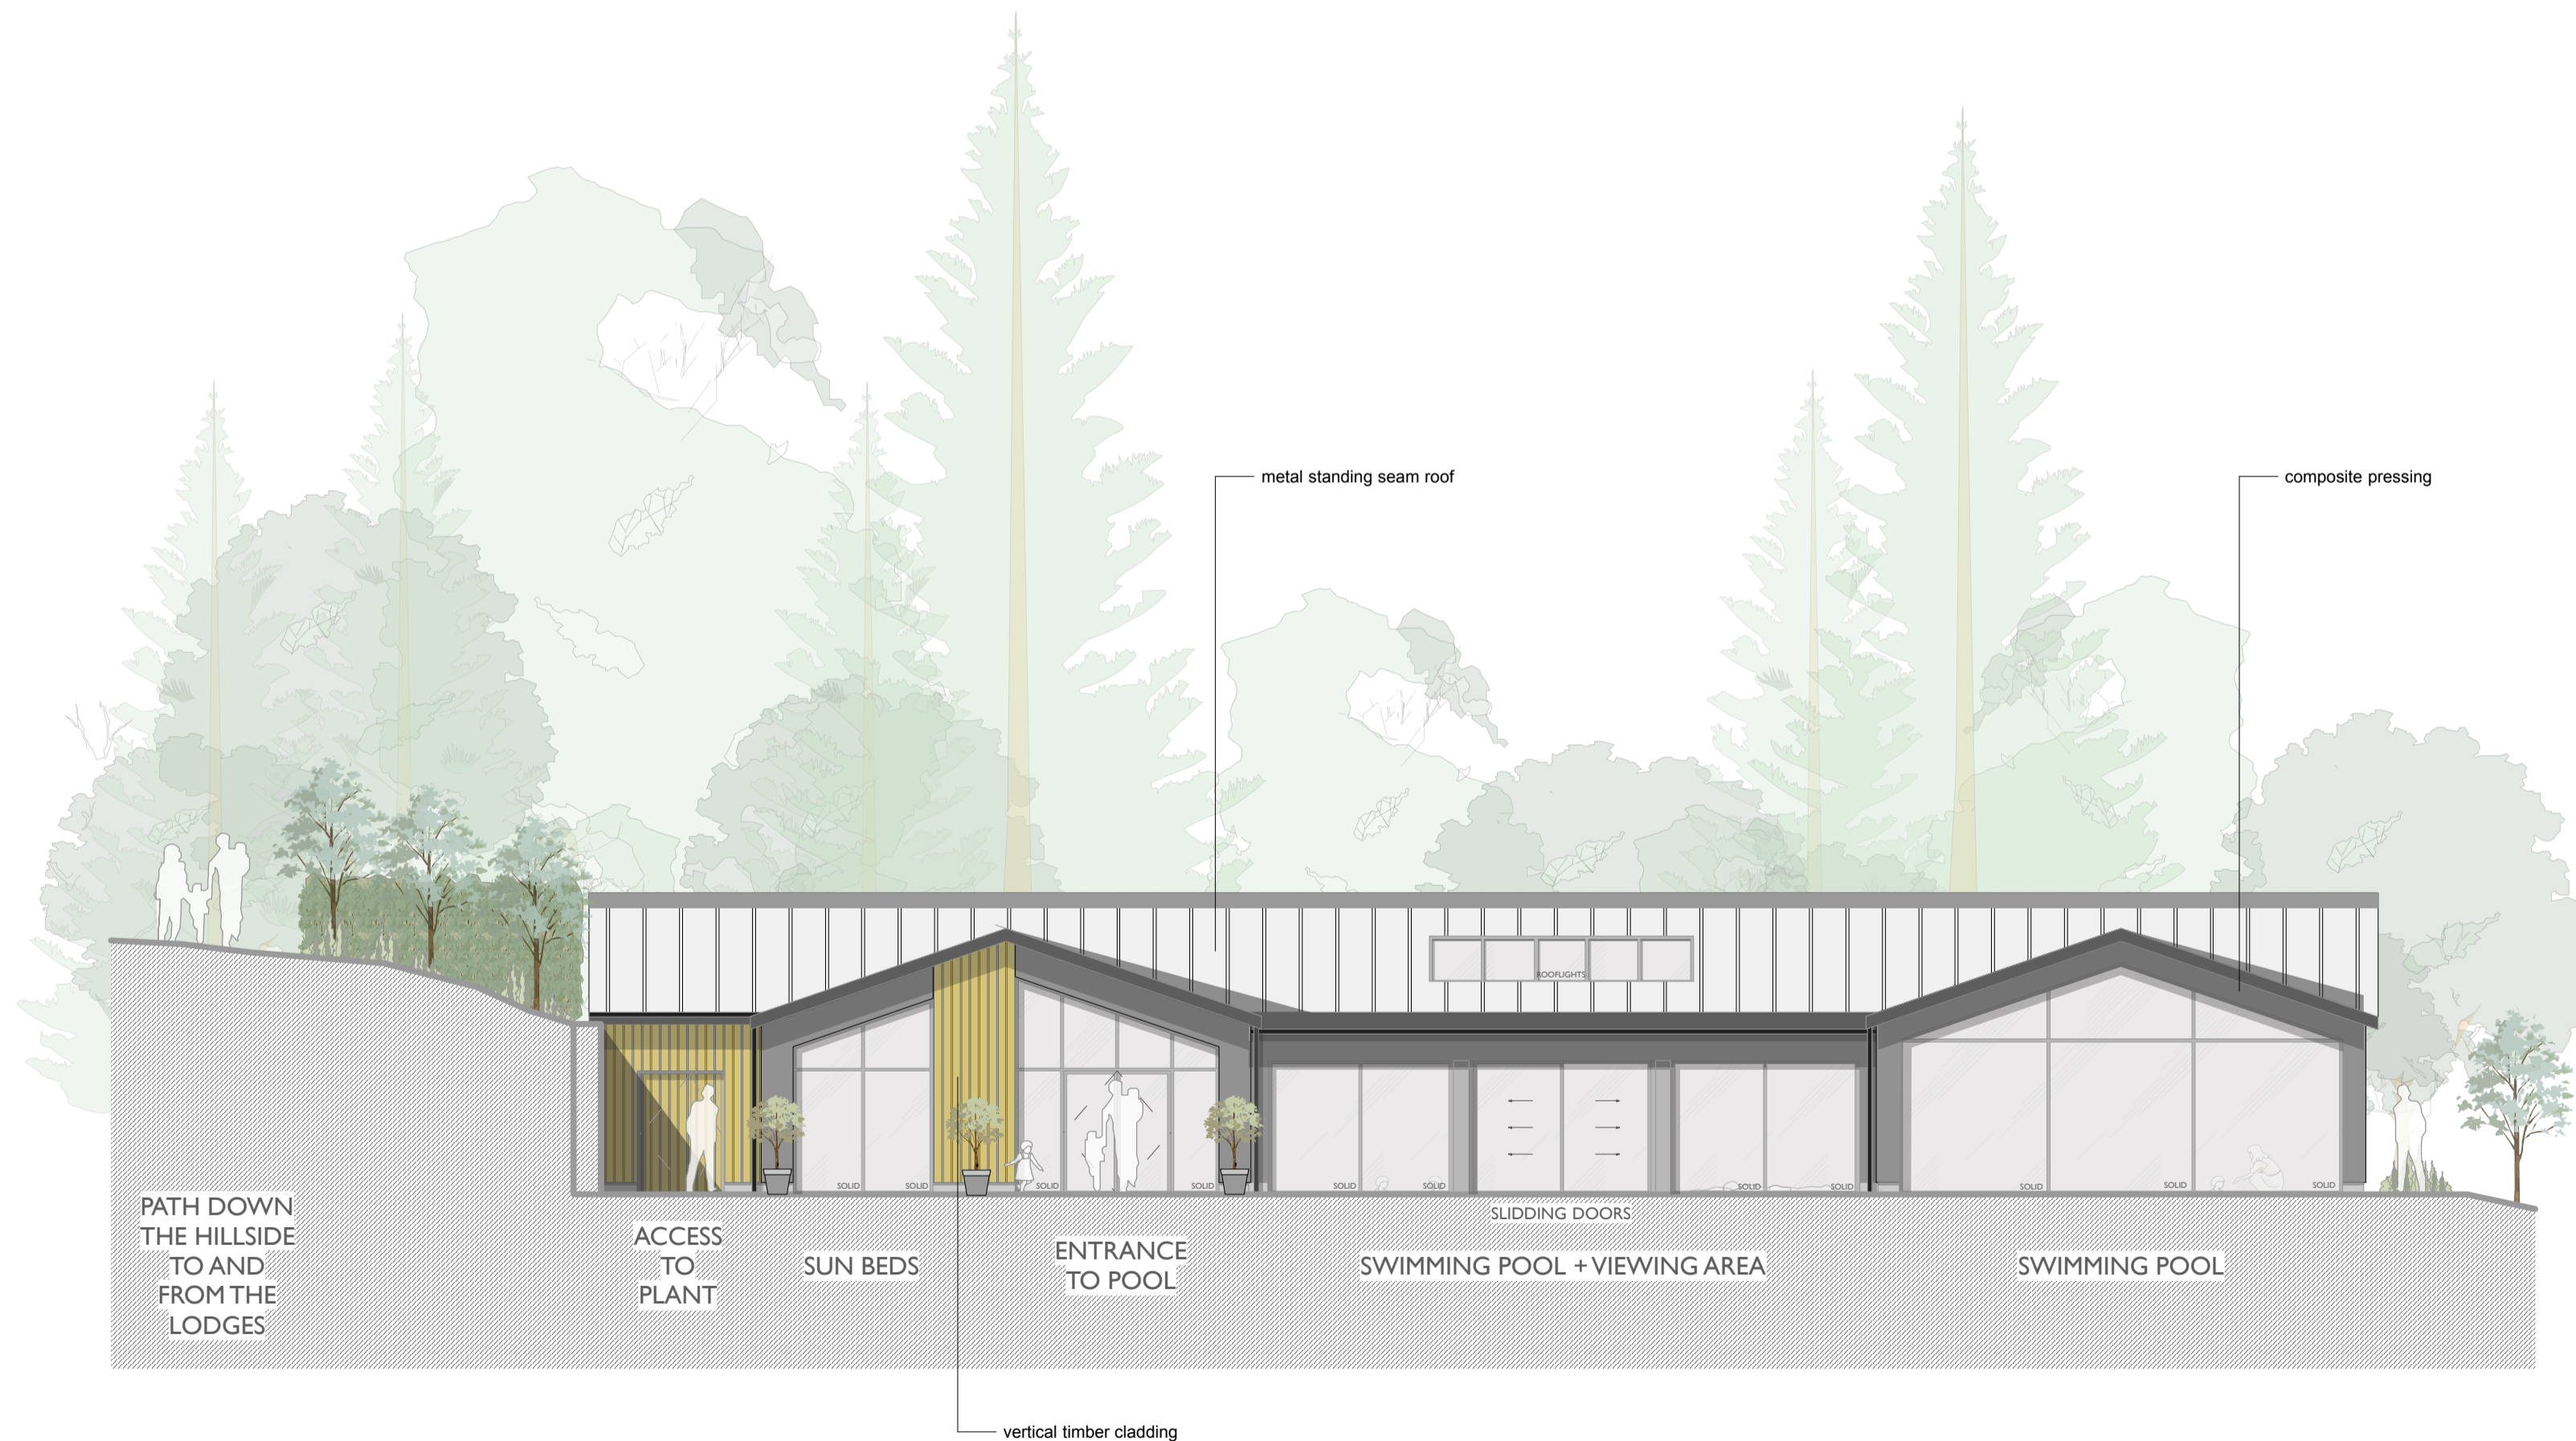 metal standing seam roof
composite pressing
ROOFLIGHTS
SOLID
SOLID
SOLID
SOLID
SOLID
SOLID
SOLID
SOLID
SOLID
SOLID
SOLID
SLIDDING DOORS
PATH DOWN
THE HILLSIDE
TO AND
FROM THE
LODGES
ACCESS
TO
PLANT
SUN BEDS
ENTRANCE
TO POOL
SWIMMING POOL + VIEWING AREA
SWIMMING POOL
vertical timber cladding